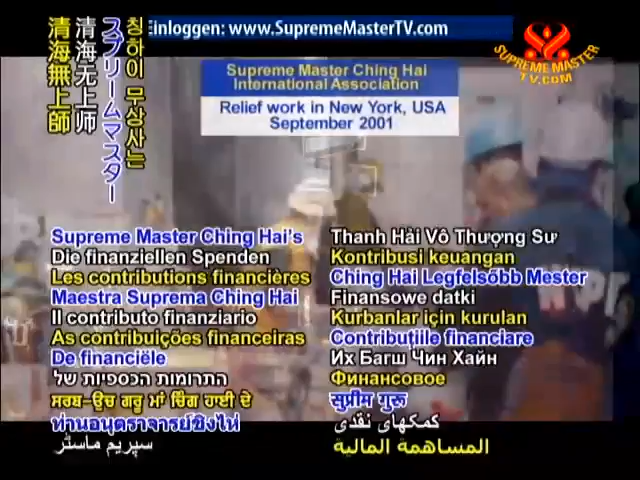 Einloggen: www.SupremeMasterTV.com
SUPREME MASTER
TV.COM
Supreme Master Ching Hai
International Association
Relief work in New York, USA
September 2001
칭하이 무상사는
スプリームマスター
清海无上师
清海無上師
Supreme Master Ching Hai's
Die finanziellen Spenden
Les contributions financières
Maestra Suprema Ching Hai
Il contributo finanziario
As contribuições financeiras
De financiële
התרומות הכספיות של
ਸਰਬ-ਉਚ ਗਰੂ ਮਾਂ ਚਿੰਗ ਹਾਈ ਦੇ
ท่านอนุตราจารย์ชิงไห่
سپریم ماسٹر
Thanh Hải Vô Thượng Sư
Kontribusi keuangan
Ching Hai Legfelsőbb Mester
Finansowe datki
Kurbanlar için kurulan
Contribuţiile financiare
Их Багш Чин Хайн
Финансовое
सुप्रीम गुरू
کمکهای نقدی
المساهمة المالية